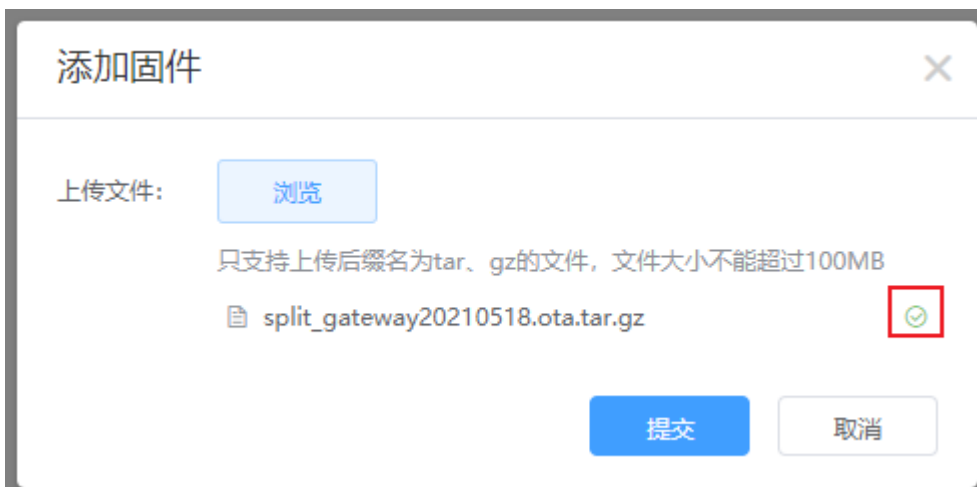 添加固件
上传文件: 浏览
只支持上传后缀名为tar、gz的文件，文件大小不能超过100MB
split_gateway20210518.ota.tar.gz
提交 取消